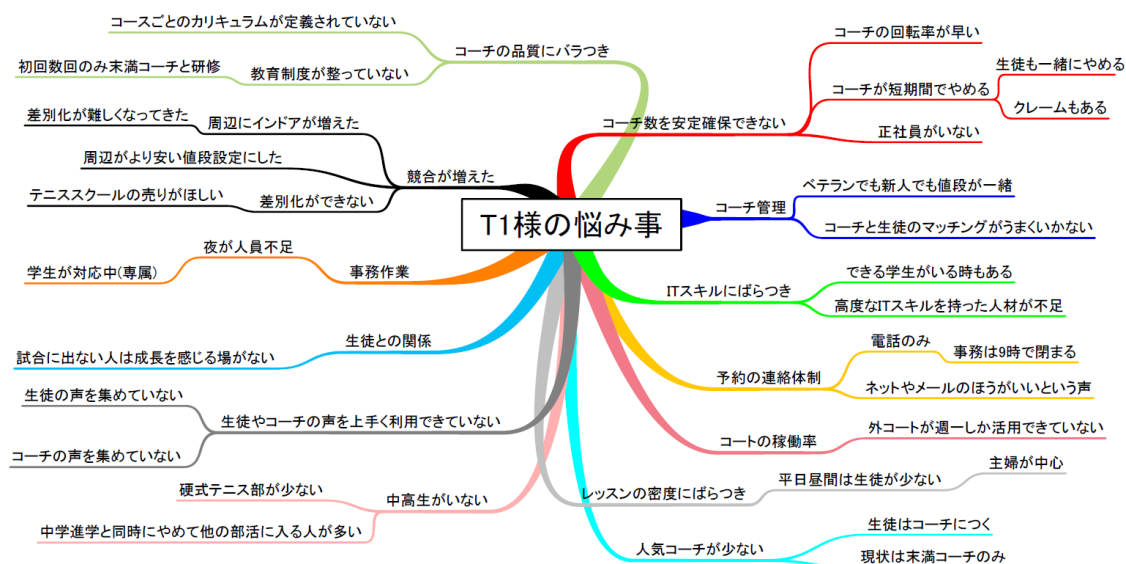 T1様の悩み事
コーチ数を安定確保できない
コーチの回転率が早い
コーチが短期間でやめる
生徒も一緒にやめる
クレームもある
正社員がいない
コーチ管理
ベテランでも新人でも値段が一緒
コーチと生徒のマッチングがうまくいかない
ITスキルにばらつき
できる学生がいる時もある
高度なITスキルを持った人材が不足
予約の連絡体制
電話のみ
事務は9時で閉まる
ネットやメールのほうがいいという声
コートの稼働率
外コートが週一しか活用できていない
レッスンの密度にばらつき
平日昼間は生徒が少ない
主婦が中心
人気コーチが少ない
生徒はコーチにつく
現状は末満コーチのみ
コーチの品質にバラつき
コースごとのカリキュラムが定義されていない
教育制度が整っていない
初回数回のみ末満コーチと研修
競合が増えた
周辺にインドアが増えた
差別化が難しくなってきた
周辺がより安い値段設定にした
差別化ができない
テニススクールの売りがほしい
事務作業
夜が人員不足
学生が対応中(専属)
生徒との関係
試合に出ない人は成長を感じる場がない
生徒やコーチの声を上手く利用できていない
生徒の声を集めていない
コーチの声を集めていない
中高生がいない
硬式テニス部が少ない
中学進学と同時にやめて他の部活に入る人が多い